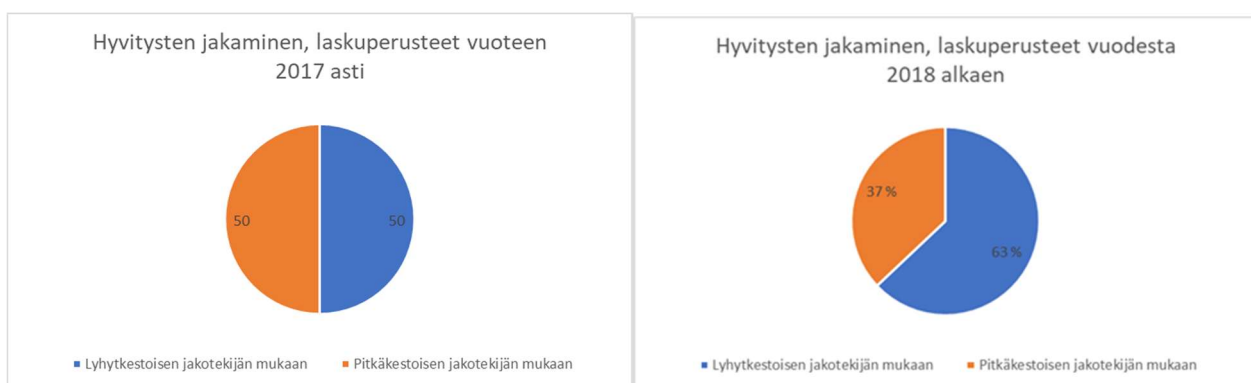 Hyvitysten jakaminen, laskuperusteet vuoteen
2017 asti
50
50
Lyhytkestoisen jakotekijän mukaan
Pitkäkestoisen jakotekijän mukaan
Hyvitysten jakaminen, laskuperusteet vuodesta
2018 alkaen
37 %
63 %
Lyhytkestoisen jakotekijän mukaan
Pitkäkestoisen jakotekijän mukaan